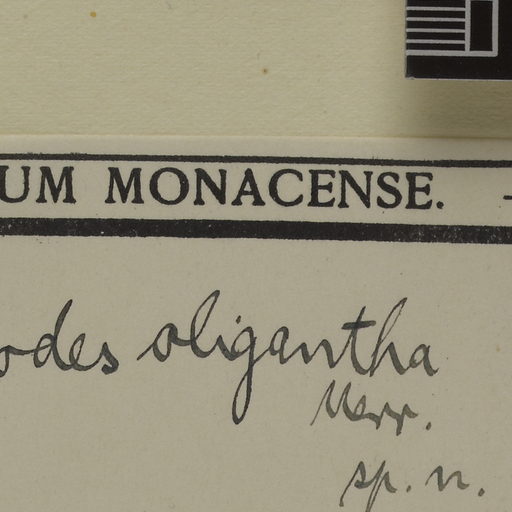 UM MONACENSE. -
odes oligantha
Merr.
sp. n.